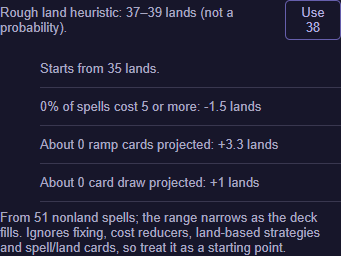 Rough land heuristic: 37–39 lands (not a
probability).
Use
38
Starts from 35 lands.
0% of spells cost 5 or more: -1.5 lands
About 0 ramp cards projected: +3.3 lands
About 0 card draw projected: +1 lands
From 51 nonland spells; the range narrows as the deck
fills. Ignores fixing, cost reducers, land-based strategies
and spell/land cards, so treat it as a starting point.